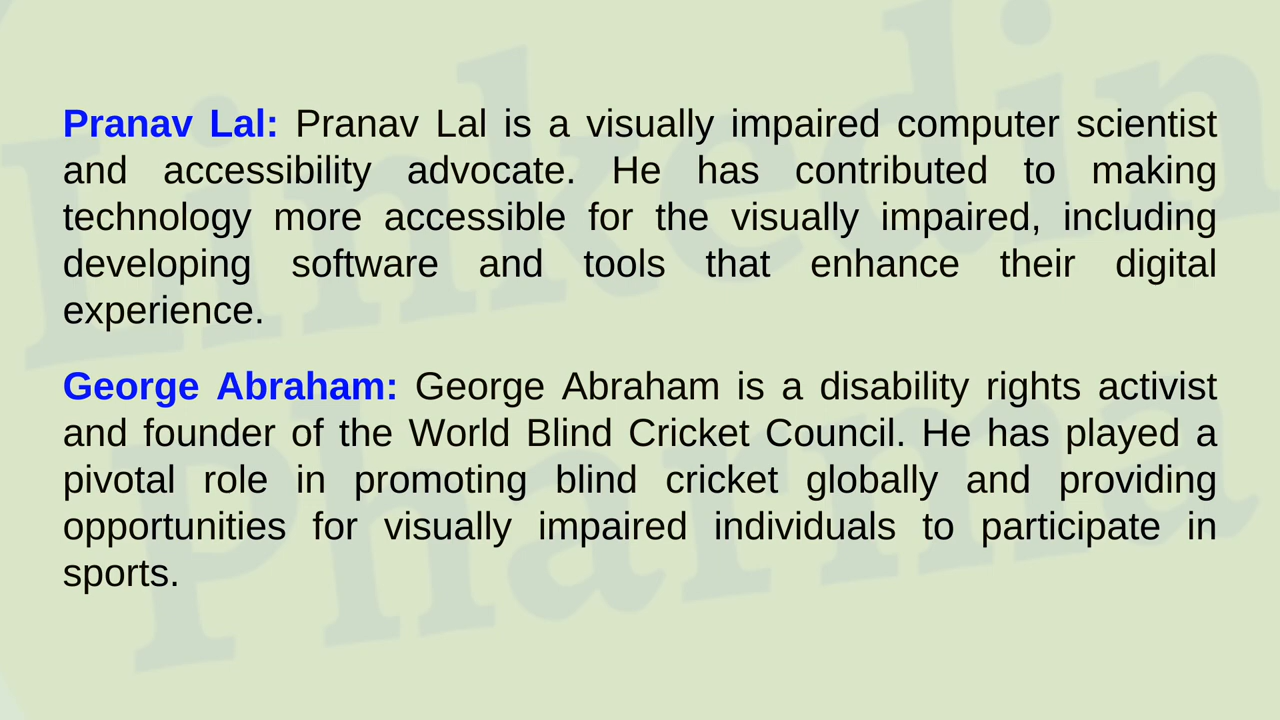 Pranav Lal: Pranav Lal is a visually impaired computer scientist
and accessibility advocate. He has contributed to making
technology more accessible for the visually impaired, including
developing software and tools that enhance their digital
experience.
George Abraham: George Abraham is a disability rights activist
and founder of the World Blind Cricket Council. He has played a
pivotal role in promoting blind cricket globally and providing
opportunities for visually impaired individuals to participate in
sports.
Linkedin
Pharma